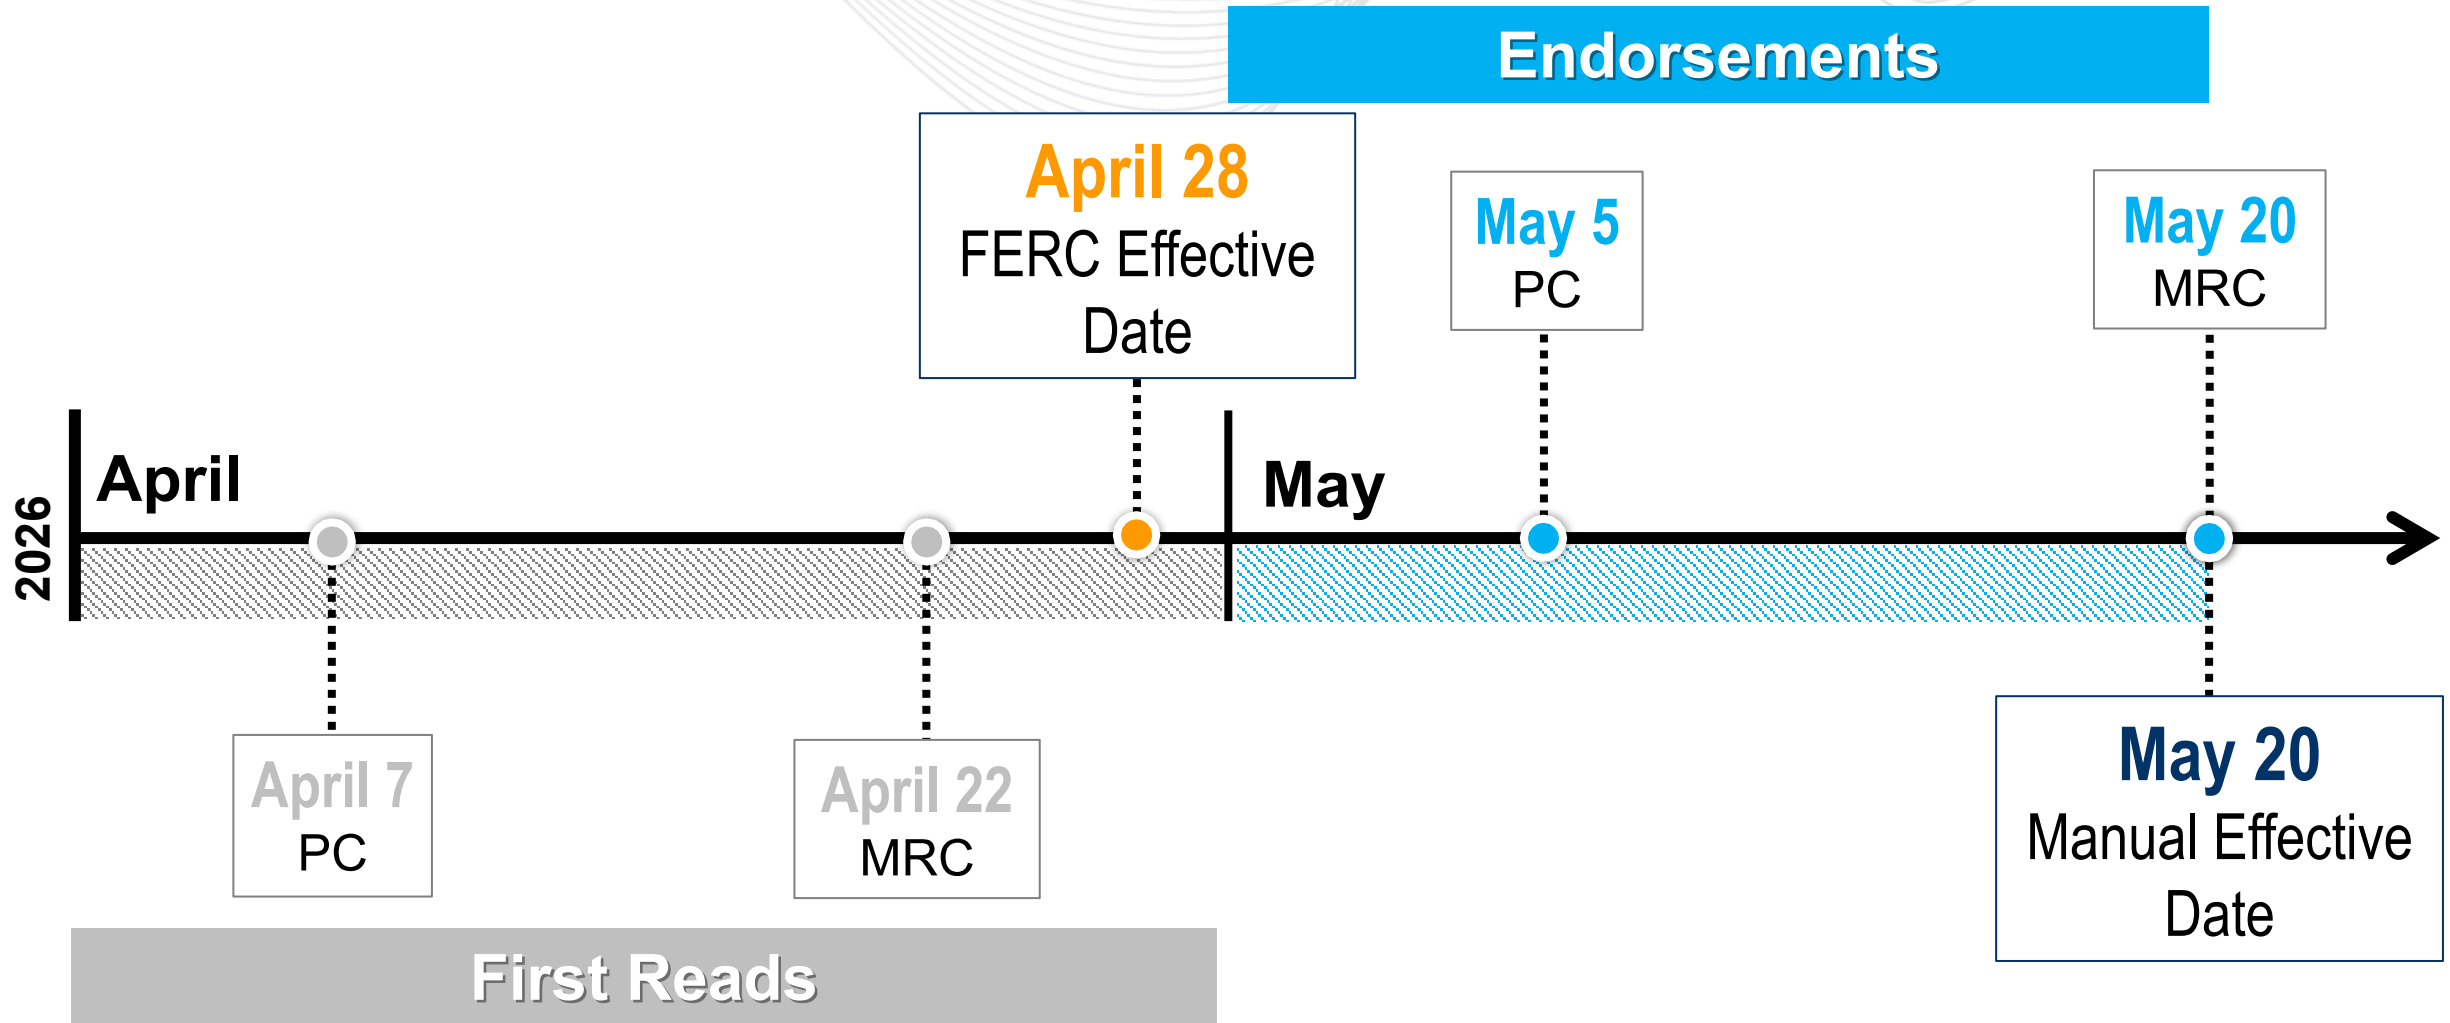 Endorsements
April 28
FERC Effective
Date
May 5
PC
May 20
MRC
2026
April
May
April 7
PC
April 22
MRC
May 20
Manual Effective
Date
First Reads